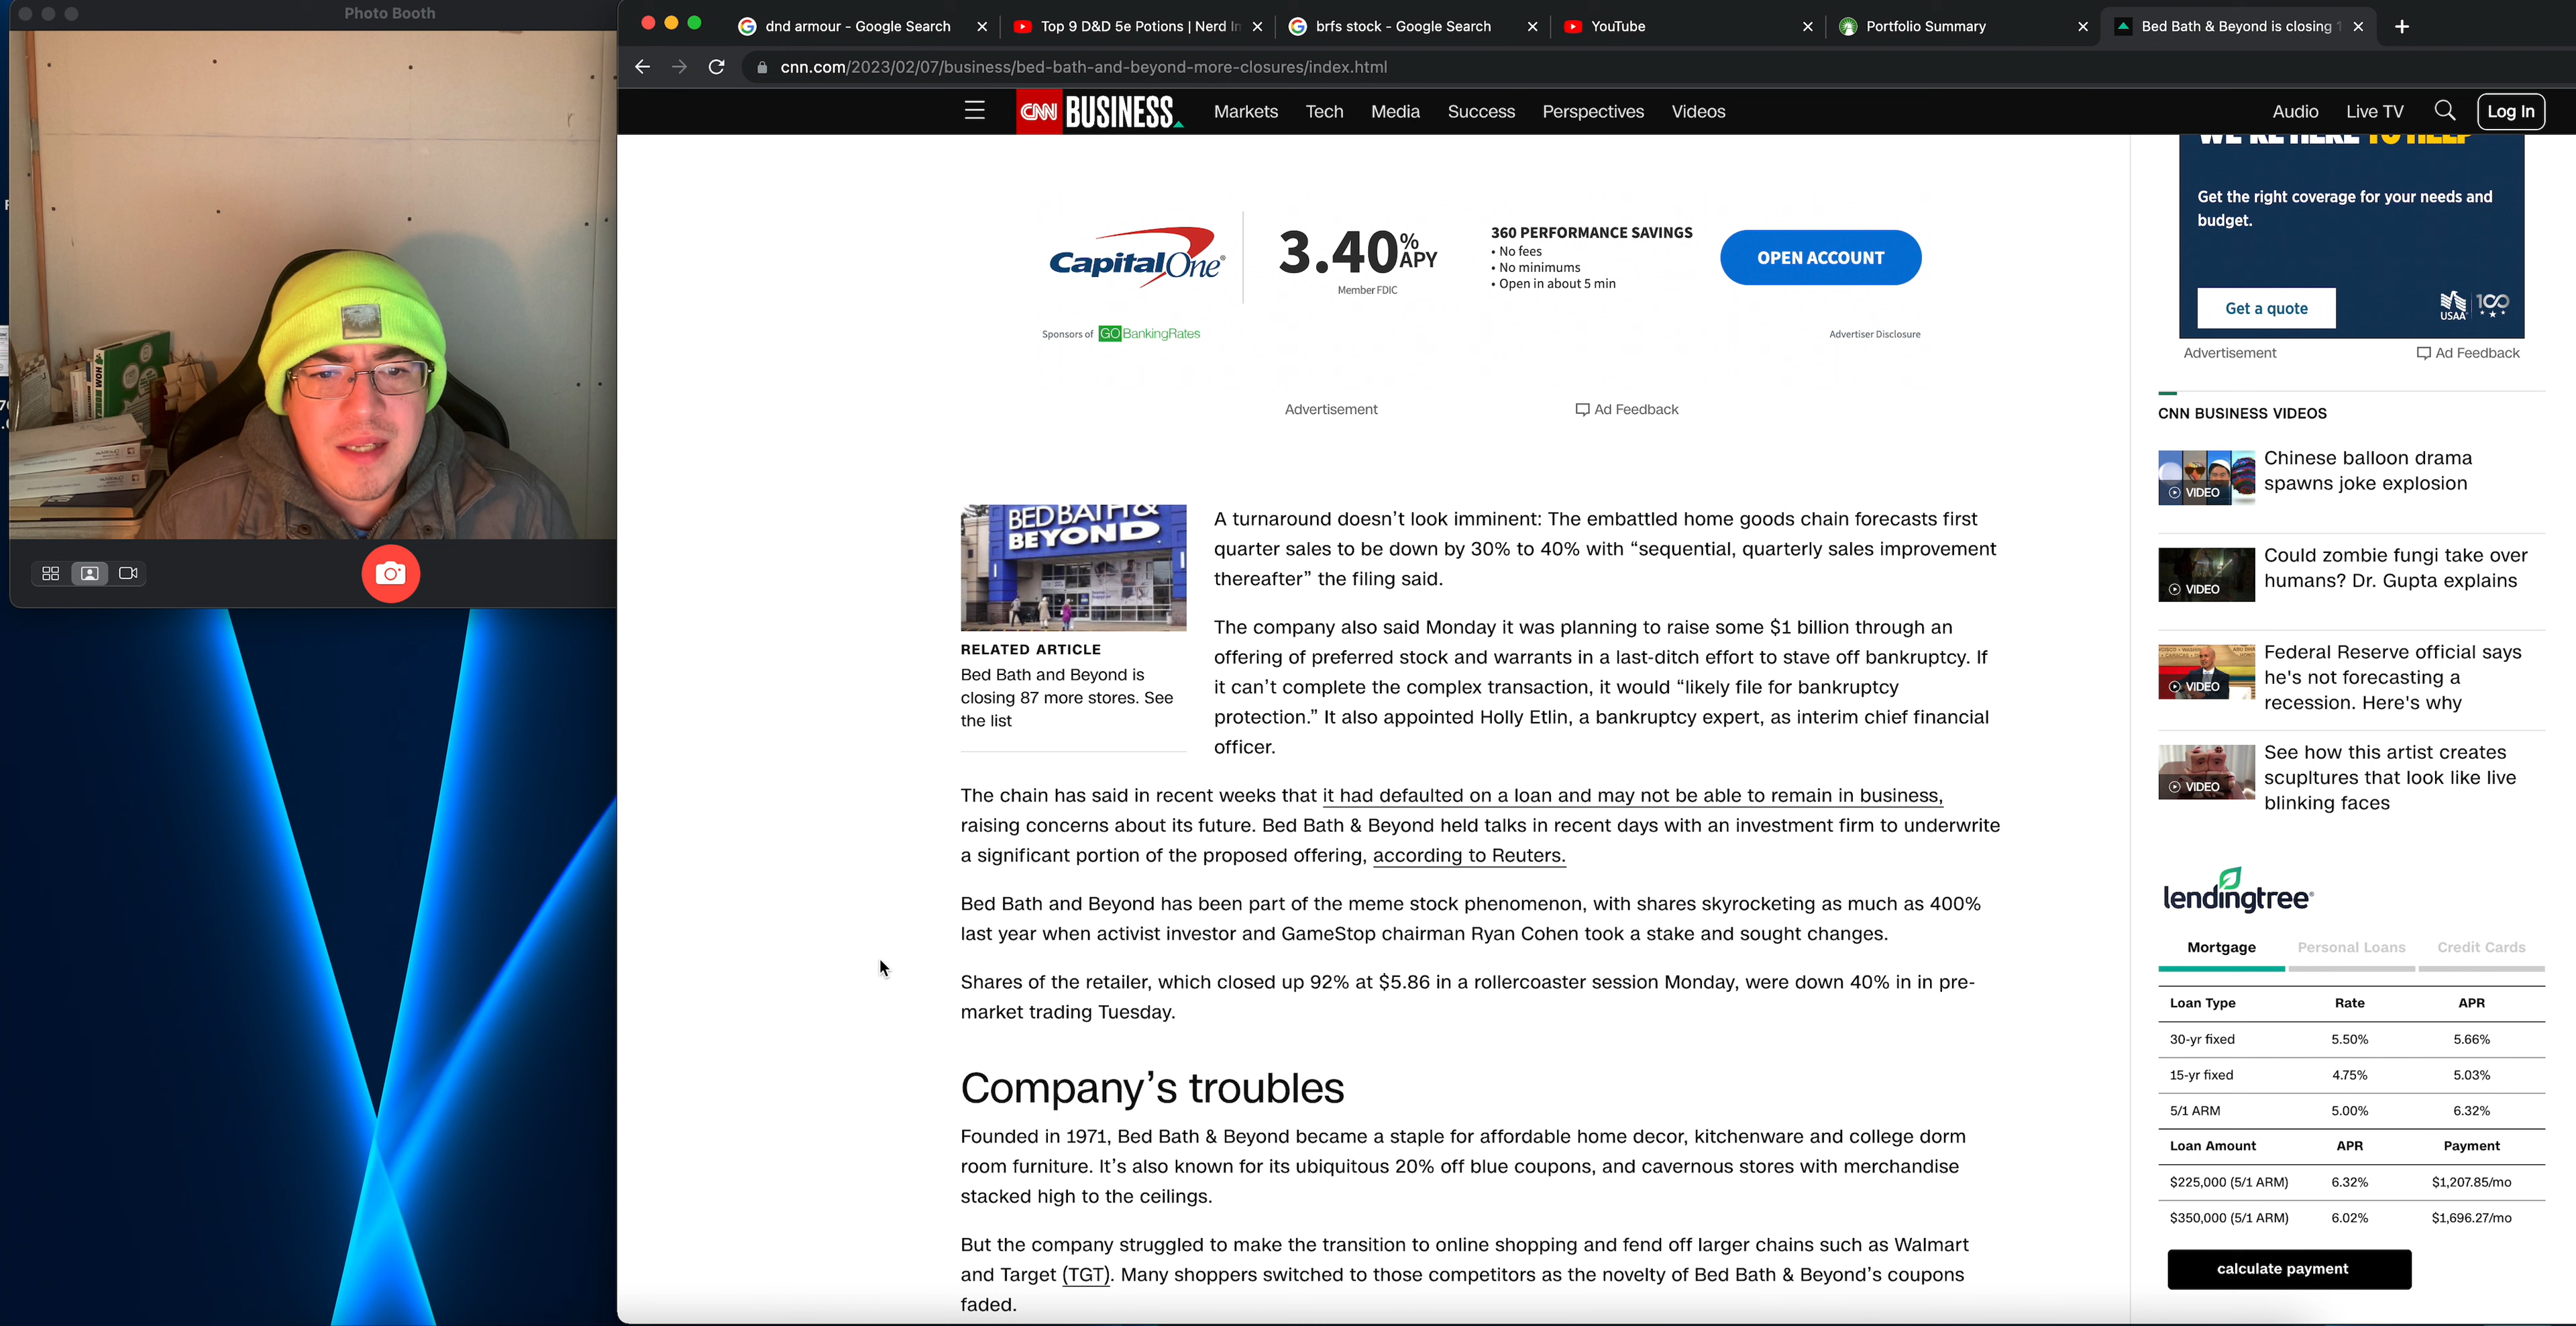 Photo Booth
dnd armour - Google Search
Top 9 D&D 5e Potions | Nerd
brfs stock - Google Search
YouTube
Portfolio Summary
Bed Bath & Beyond is closing
cnn.com/2023/02/07/business/bed-bath-and-beyond-more-closures/index.html
CNN BUSINESS
Markets
Tech
Media
Success
Perspectives
Videos
Audio
Live TV
Log In
Capital One®
3.40% APY
Member FDIC
360 PERFORMANCE SAVINGS
• No fees
• No minimums
• Open in about 5 min
OPEN ACCOUNT
Sponsors of GOBankingRates
Advertiser Disclosure
Advertisement
Ad Feedback
BED BATH &
BEYOND
RELATED ARTICLE
Bed Bath and Beyond is
closing 87 more stores. See
the list
A turnaround doesn’t look imminent: The embattled home goods chain forecasts first
quarter sales to be down by 30% to 40% with “sequential, quarterly sales improvement
thereafter” the filing said.
The company also said Monday it was planning to raise some $1 billion through an
offering of preferred stock and warrants in a last-ditch effort to stave off bankruptcy. If
it can’t complete the complex transaction, it would “likely file for bankruptcy
protection.” It also appointed Holly Etlin, a bankruptcy expert, as interim chief financial
officer.
The chain has said in recent weeks that it had defaulted on a loan and may not be able to remain in business,
raising concerns about its future. Bed Bath & Beyond held talks in recent days with an investment firm to underwrite
a significant portion of the proposed offering, according to Reuters.
Bed Bath and Beyond has been part of the meme stock phenomenon, with shares skyrocketing as much as 400%
last year when activist investor and GameStop chairman Ryan Cohen took a stake and sought changes.
Shares of the retailer, which closed up 92% at $5.86 in a rollercoaster session Monday, were down 40% in in pre-
market trading Tuesday.
Company’s troubles
Founded in 1971, Bed Bath & Beyond became a staple for affordable home decor, kitchenware and college dorm
room furniture. It’s also known for its ubiquitous 20% off blue coupons, and cavernous stores with merchandise
stacked high to the ceilings.
But the company struggled to make the transition to online shopping and fend off larger chains such as Walmart
and Target (TGT). Many shoppers switched to those competitors as the novelty of Bed Bath & Beyond’s coupons
faded.
WE'RE HERE TO HELP
Get the right coverage for your needs and
budget.
Get a quote
USAA 100
Advertisement
Ad Feedback
CNN BUSINESS VIDEOS
VIDEO
Chinese balloon drama
spawns joke explosion
VIDEO
Could zombie fungi take over
humans? Dr. Gupta explains
VIDEO
Federal Reserve official says
he's not forecasting a
recession. Here's why
VIDEO
See how this artist creates
scupltures that look like live
blinking faces
lendingtree®
Mortgage Personal Loans Credit Cards
Loan Type Rate APR
30-yr fixed 5.50% 5.66%
15-yr fixed 4.75% 5.03%
5/1 ARM 5.00% 6.32%
Loan Amount APR Payment
$225,000 (5/1 ARM) 6.32% $1,207.85/mo
$350,000 (5/1 ARM) 6.02% $1,696.27/mo
calculate payment